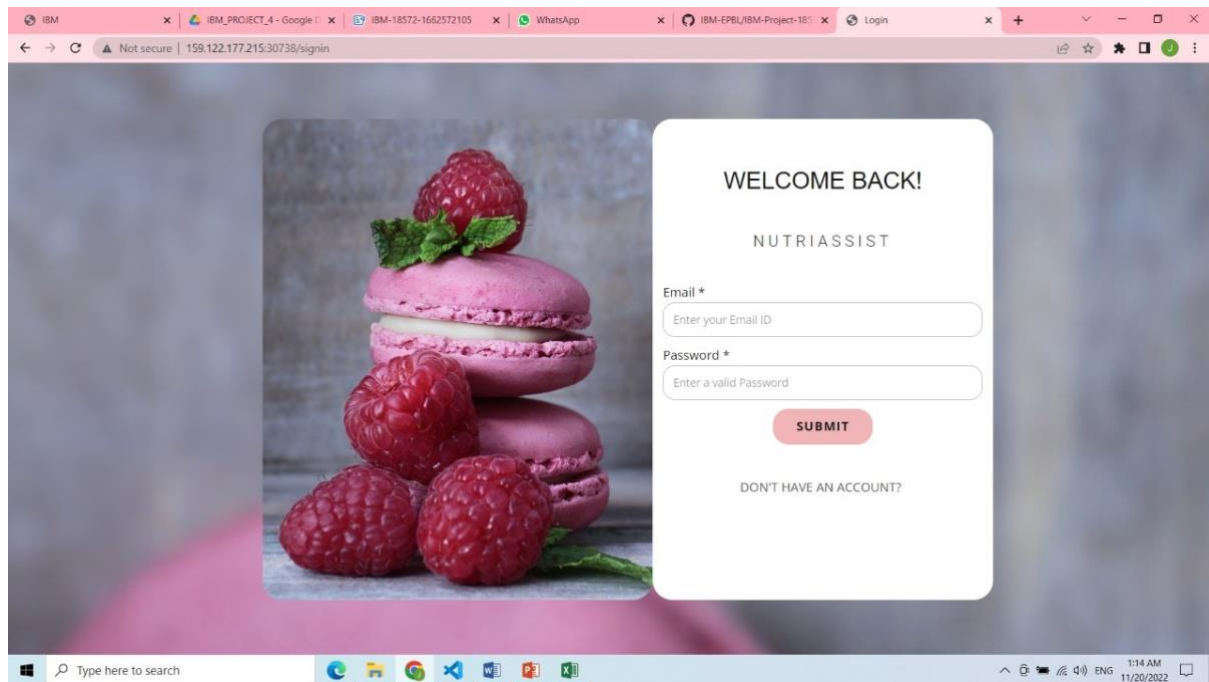 IBM
IBM_PROJECT_4 - Google D
IBM-18572-1662572105
WhatsApp
IBM-EPBL/IBM-Project-185
Login
Not secure | 159.122.177.215:30738/signin
J
WELCOME BACK!
NUTRIASSIST
Email *
Enter your Email ID
Password *
Enter a valid Password
SUBMIT
DON'T HAVE AN ACCOUNT?
Type here to search
ENG
1:14 AM
11/20/2022